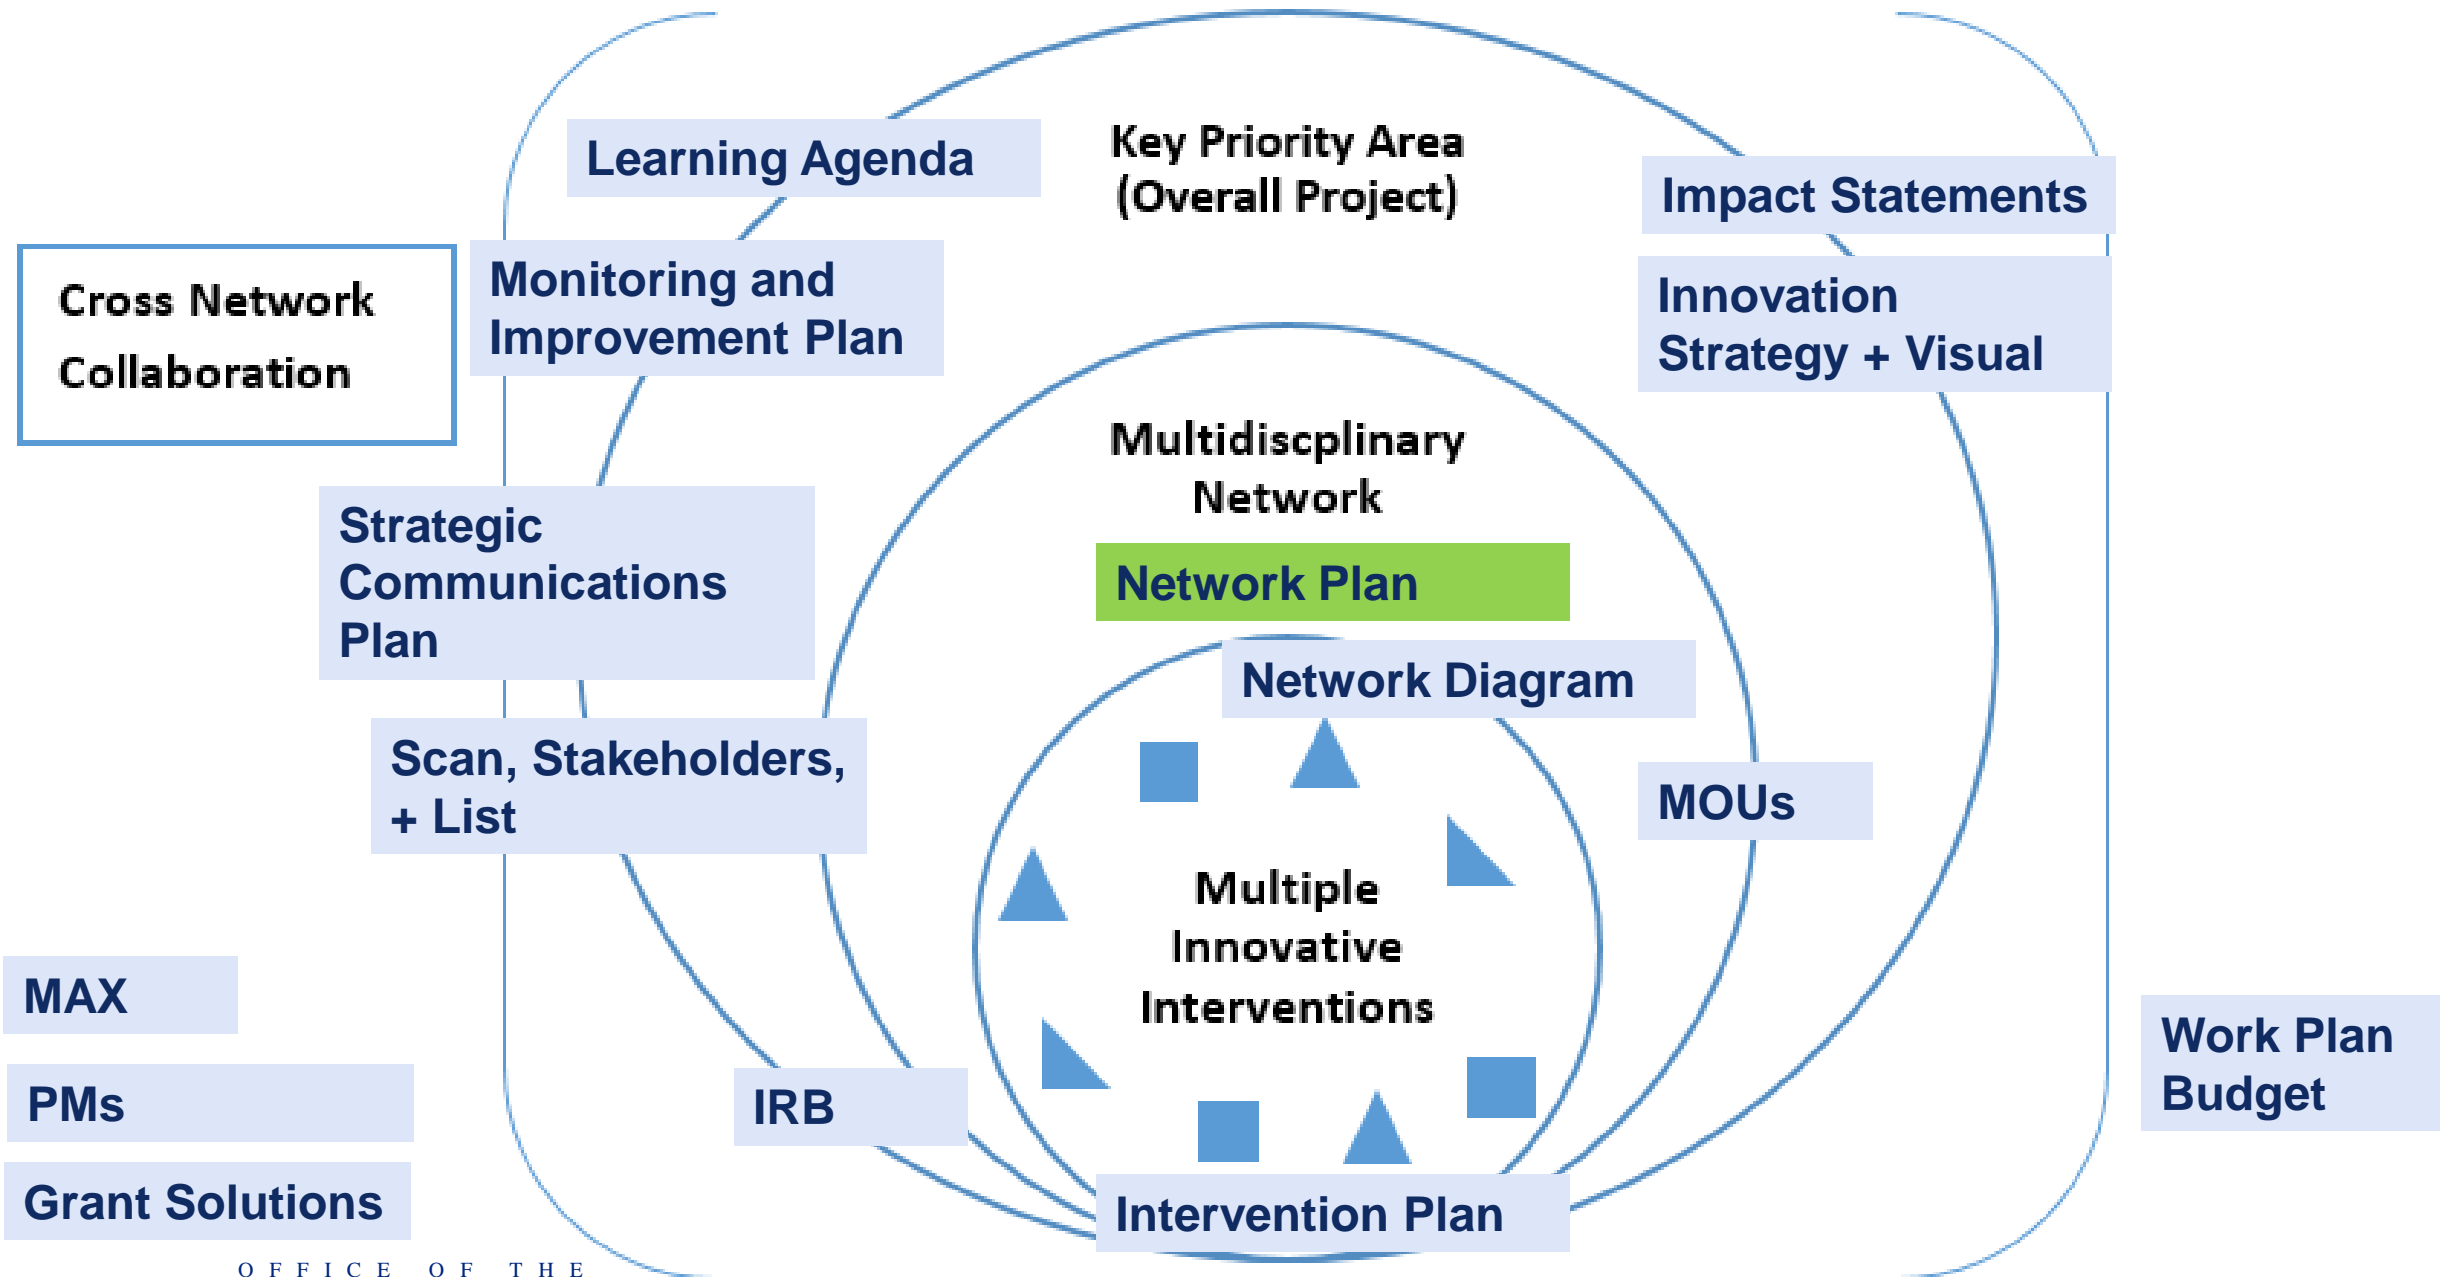 Key Priority Area
(Overall Project)
Learning Agenda
Impact Statements
Cross Network
Collaboration
Monitoring and
Improvement Plan
Innovation
Strategy + Visual
Multidiscplinary
Network
Strategic
Communications
Plan
Network Plan
Network Diagram
Scan, Stakeholders,
+ List
MOUs
Multiple
Innovative
Interventions
MAX
PMs
Grant Solutions
IRB
Work Plan
Budget
Intervention Plan
OFFICE OF THE